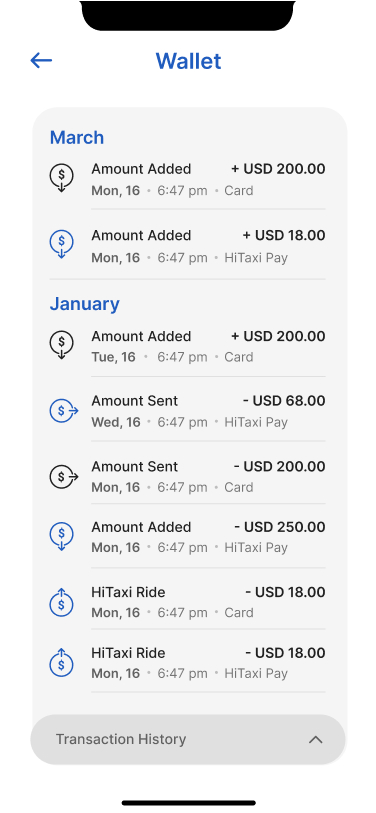 Wallet
March
Amount Added + USD 200.00
Mon, 16 • 6:47 pm • Card
Amount Added + USD 18.00
Mon, 16 • 6:47 pm • HiTaxi Pay
January
Amount Added + USD 200.00
Tue, 16 • 6:47 pm • Card
Amount Sent - USD 68.00
Wed, 16 • 6:47 pm • HiTaxi Pay
Amount Sent - USD 200.00
Mon, 16 • 6:47 pm • Card
Amount Added - USD 250.00
Mon, 16 • 6:47 pm • HiTaxi Pay
HiTaxi Ride - USD 18.00
Mon, 16 • 6:47 pm • Card
HiTaxi Ride - USD 18.00
Mon, 16 • 6:47 pm • HiTaxi Pay
Transaction History